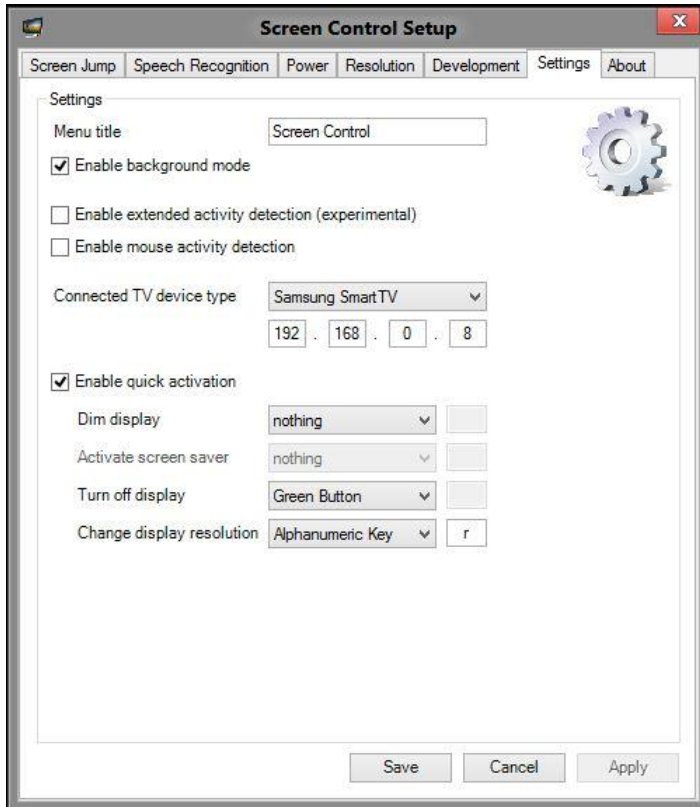 Screen Control Setup
Screen Jump Speech Recognition Power Resolution Development Settings About
Settings
Menu title Screen Control
Enable background mode
Enable extended activity detection (experimental)
Enable mouse activity detection
Connected TV device type Samsung SmartTV
192 . 168 . 0 . 8
Enable quick activation
Dim display nothing
Activate screen saver nothing
Turn off display Green Button
Change display resolution Alphanumeric Key r
Save Cancel Apply